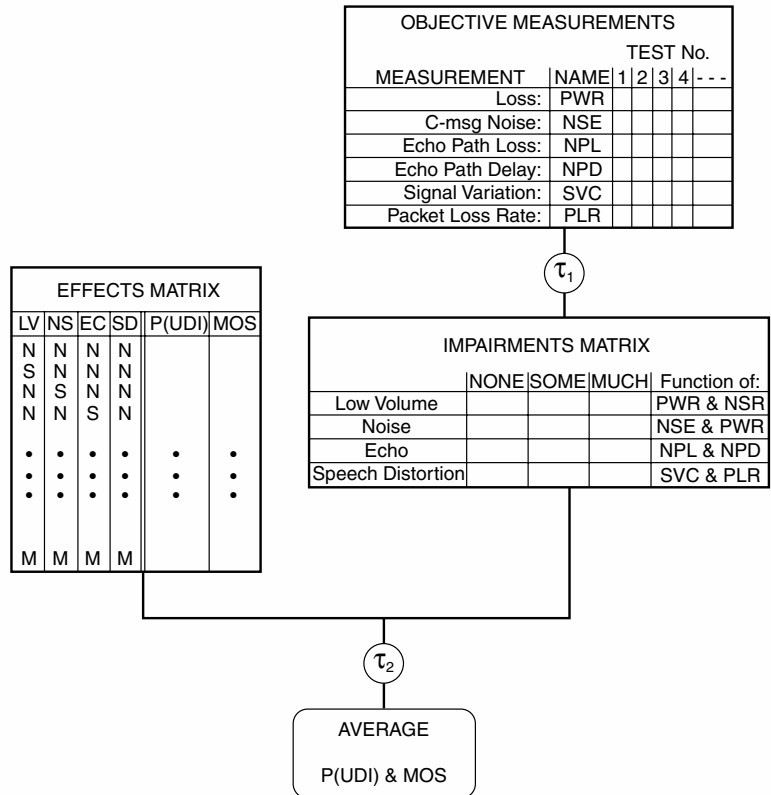 OBJECTIVE MEASUREMENTS
TEST No.
MEASUREMENT NAME 1 2 3 4 - - -
Loss: PWR
C-msg Noise: NSE
Echo Path Loss: NPL
Echo Path Delay: NPD
Signal Variation: SVC
Packet Loss Rate: PLR
τ1
EFFECTS MATRIX
LV NS EC SD P(UDI) MOS
N N N N
S N N N
N S N N
N N S N
• • • • • •
• • • • • •
• • • • • •
M M M M
IMPAIRMENTS MATRIX
NONE SOME MUCH Function of:
Low Volume PWR & NSR
Noise NSE & PWR
Echo NPL & NPD
Speech Distortion SVC & PLR
τ2
AVERAGE
P(UDI) & MOS